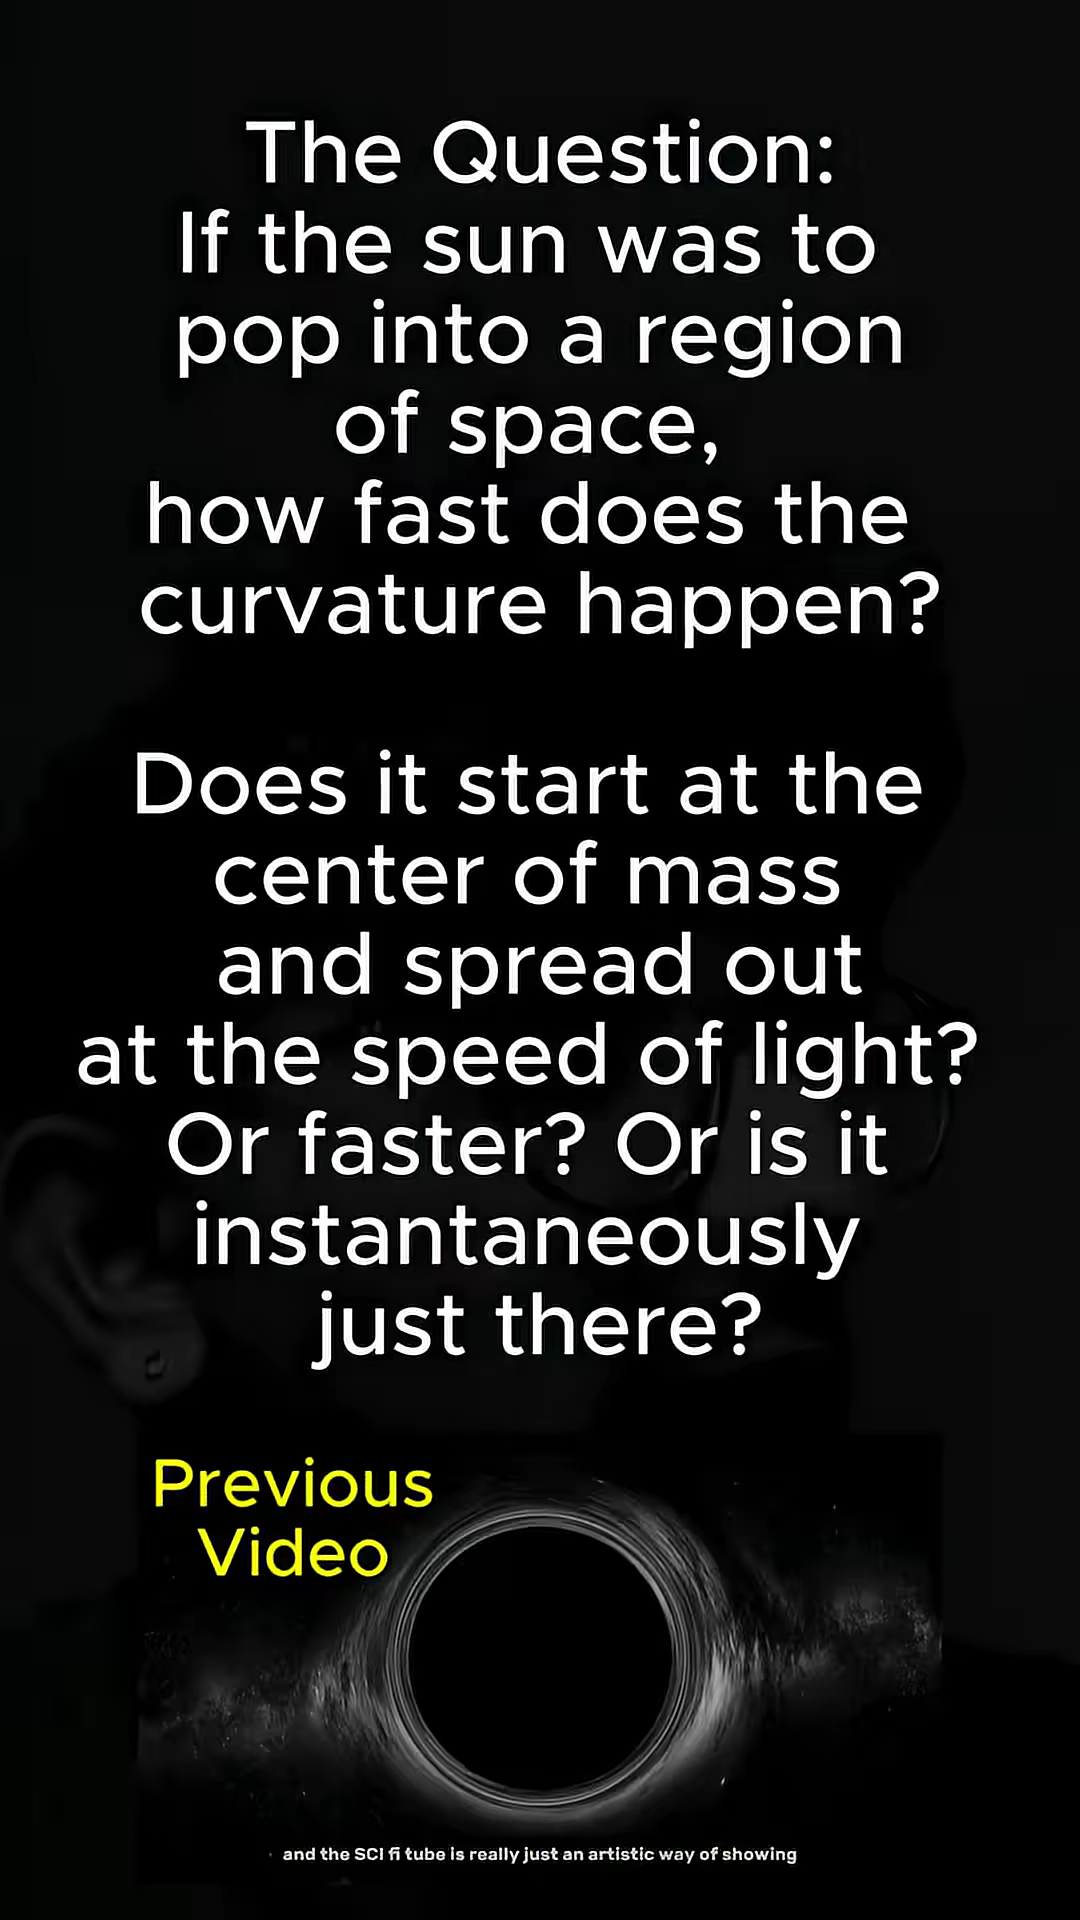 The Question:
If the sun was to
pop into a region
of space,
how fast does the
curvature happen?
Does it start at the
center of mass
and spread out
at the speed of light?
Or faster? Or is it
instantaneously
just there?
Previous
Video
and the SCI fi tube is really just an artistic way of showing